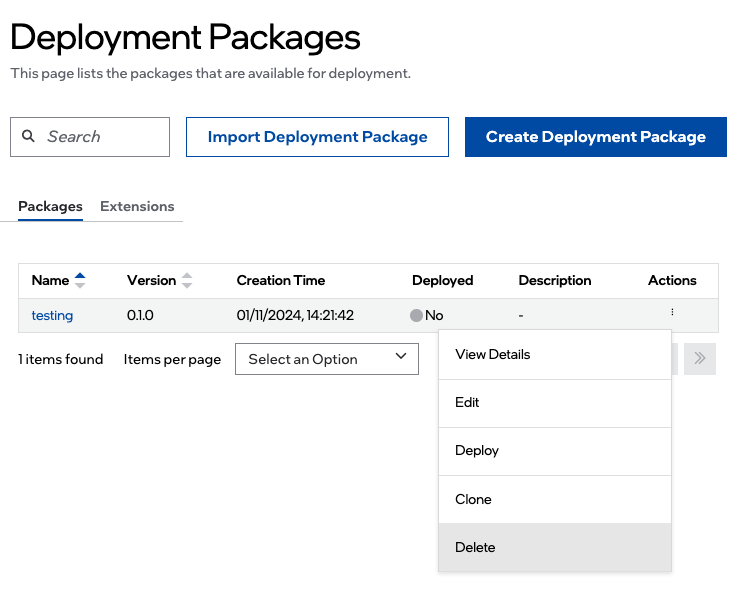 Deployment Packages
This page lists the packages that are available for deployment.
Search
Import Deployment Package
Create Deployment Package
Packages Extensions
Name Version Creation Time Deployed Description Actions
testing 0.1.0 01/11/2024, 14:21:42 No -
1 items found Items per page Select an Option
View Details
Edit
Deploy
Clone
Delete